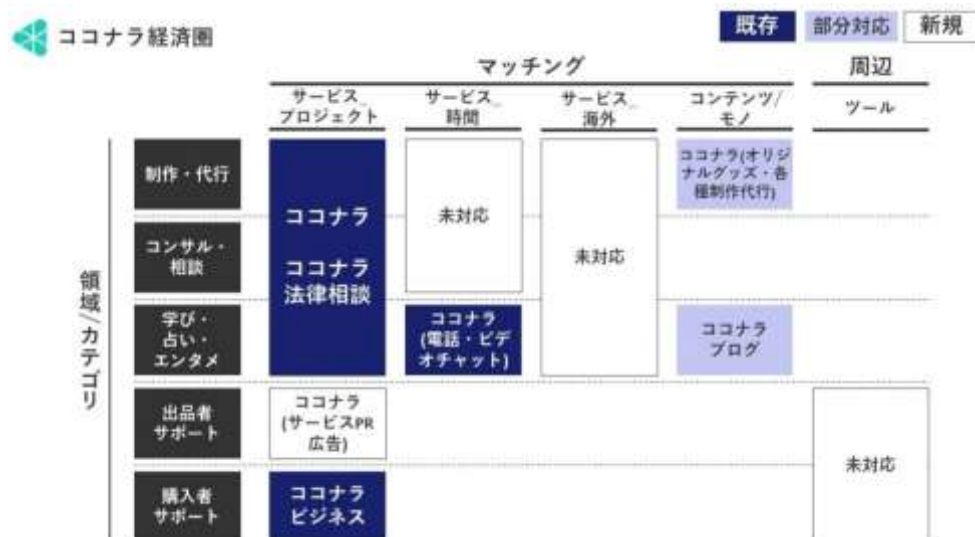 ココナラ経済圏
既存
部分対応
新規
マッチング
周辺
サービス_
プロジェクト
サービス_
時間
サービス_
海外
コンテンツ/
モノ
ツール
領域/カテゴリ
制作・代行
ココナラ
ココナラ
法律相談
未対応
未対応
ココナラ(オリジ
ナルグッズ・各
種制作代行)
コンサル・
相談
学び・
占い・
エンタメ
ココナラ
(電話・ビデ
オチャット)
ココナラ
ブログ
出品者
サポート
ココナラ
(サービスPR
広告)
未対応
購入者
サポート
ココナラ
ビジネス